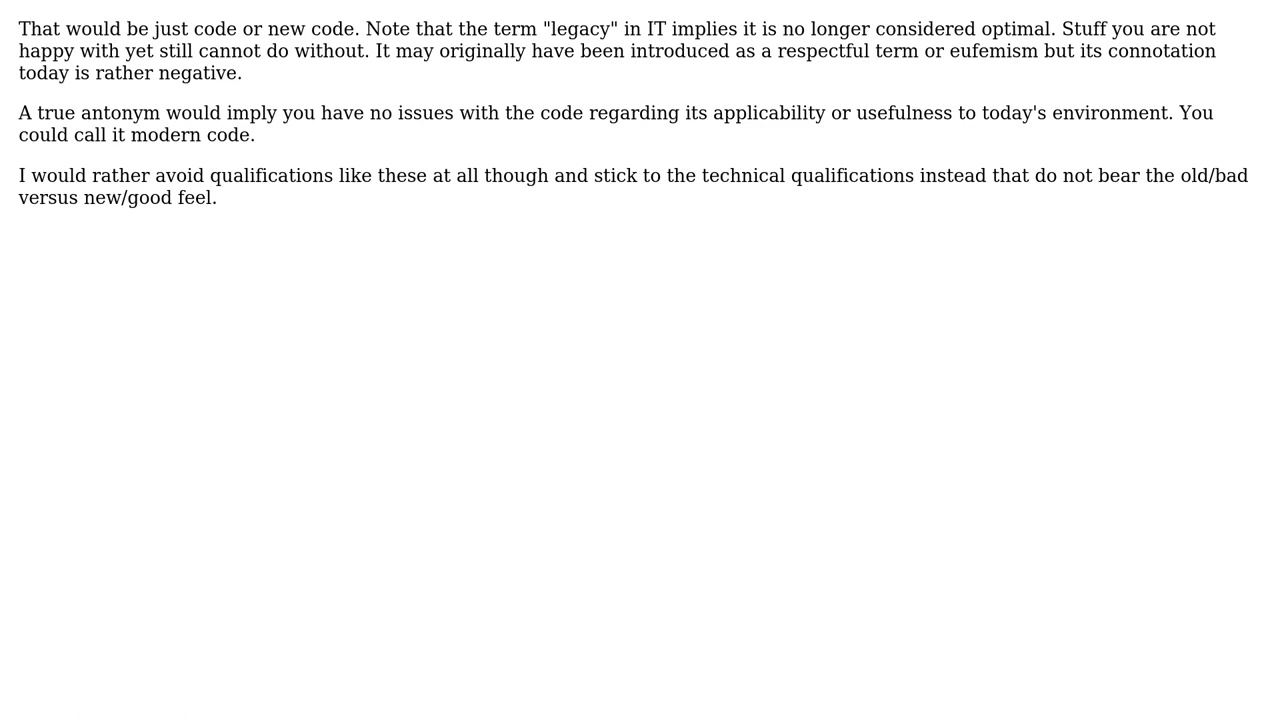 That would be just code or new code. Note that the term "legacy" in IT implies it is no longer considered optimal. Stuff you are not
happy with yet still cannot do without. It may originally have been introduced as a respectful term or eufemism but its connotation
today is rather negative.
A true antonym would imply you have no issues with the code regarding its applicability or usefulness to today's environment. You
could call it modern code.
I would rather avoid qualifications like these at all though and stick to the technical qualifications instead that do not bear the old/bad
versus new/good feel.